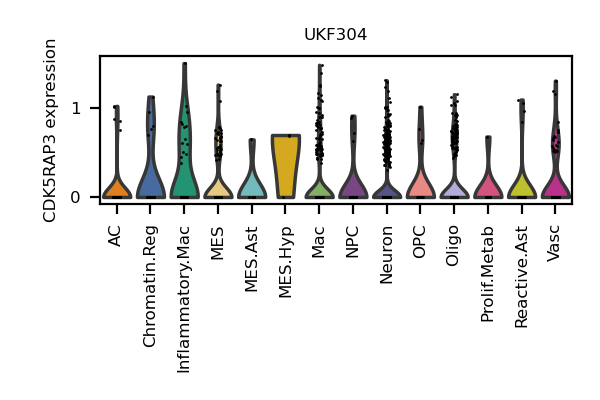 UKF304
CDK5RAP3 expression
1
0
AC
Chromatin.Reg
Inflammatory.Mac
MES
MES.Ast
MES.Hyp
Mac
NPC
Neuron
OPC
Oligo
Prolif.Metab
Reactive.Ast
Vasc